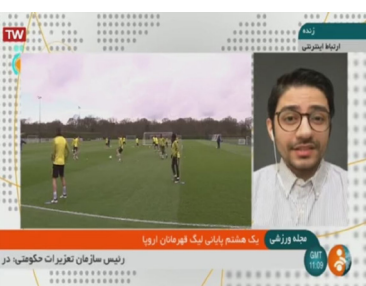 TW
زنده
ارتباط اینترنتی
مجله ورزشی
یک هشتم پایانی لیگ قهرمانان اروپا
GMT
11:09
رئیس سازمان تعزیرات حکومتی: در